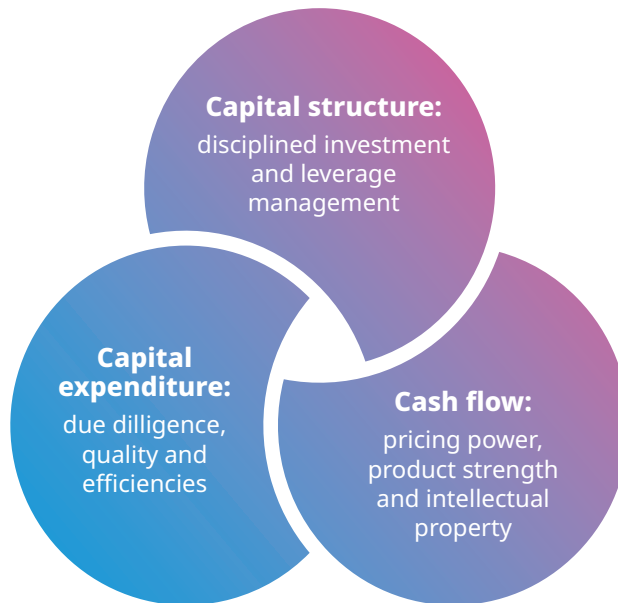 Capital structure:
disciplined investment
and leverage
management
Capital
expenditure:
due dilligence,
quality and
efficiencies
Cash flow:
pricing power,
product strength
and intellectual
property